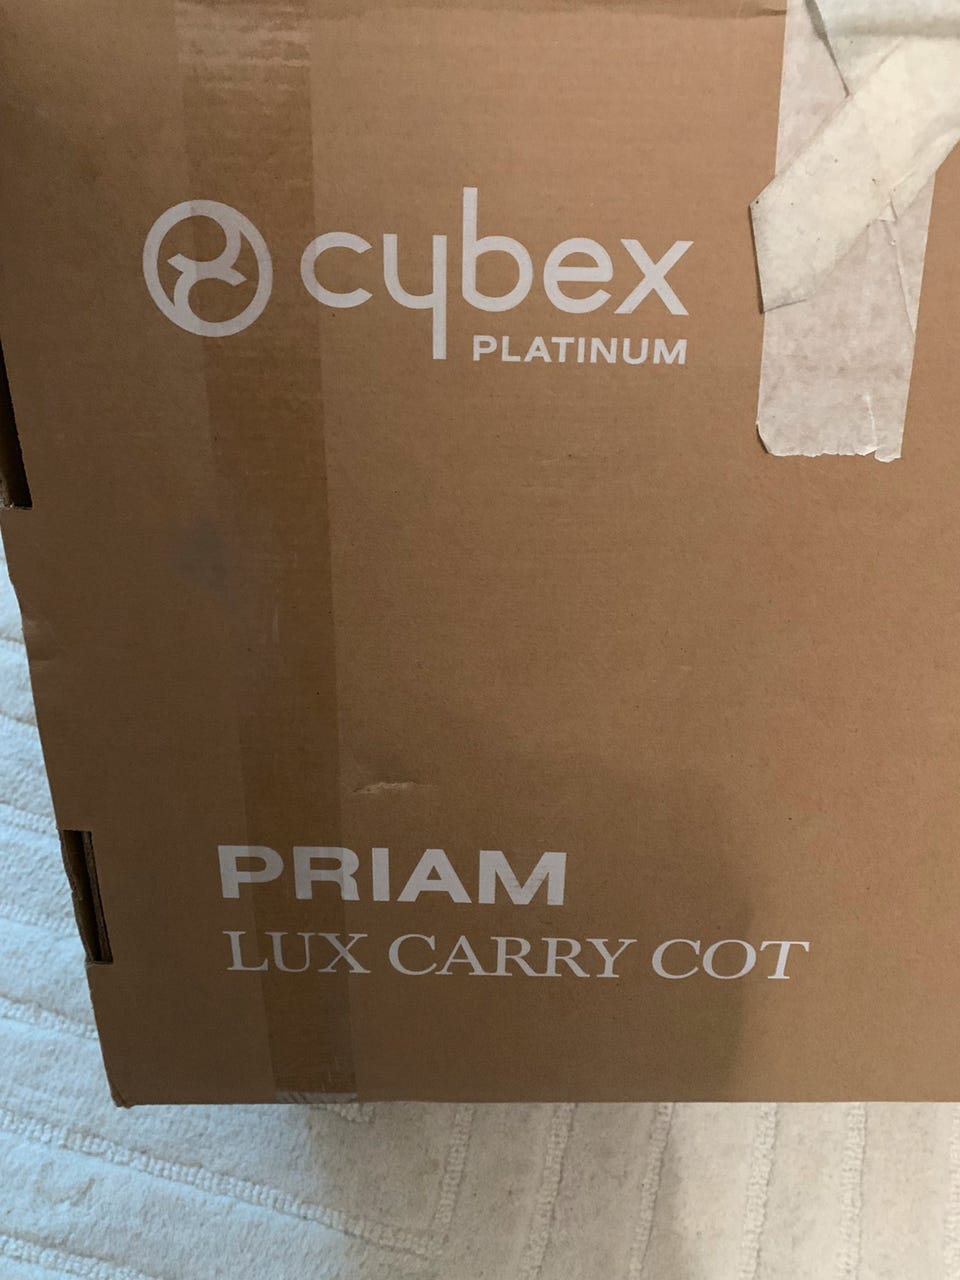 cybex
PLATINUM
PRIAM
LUX CARRY COT